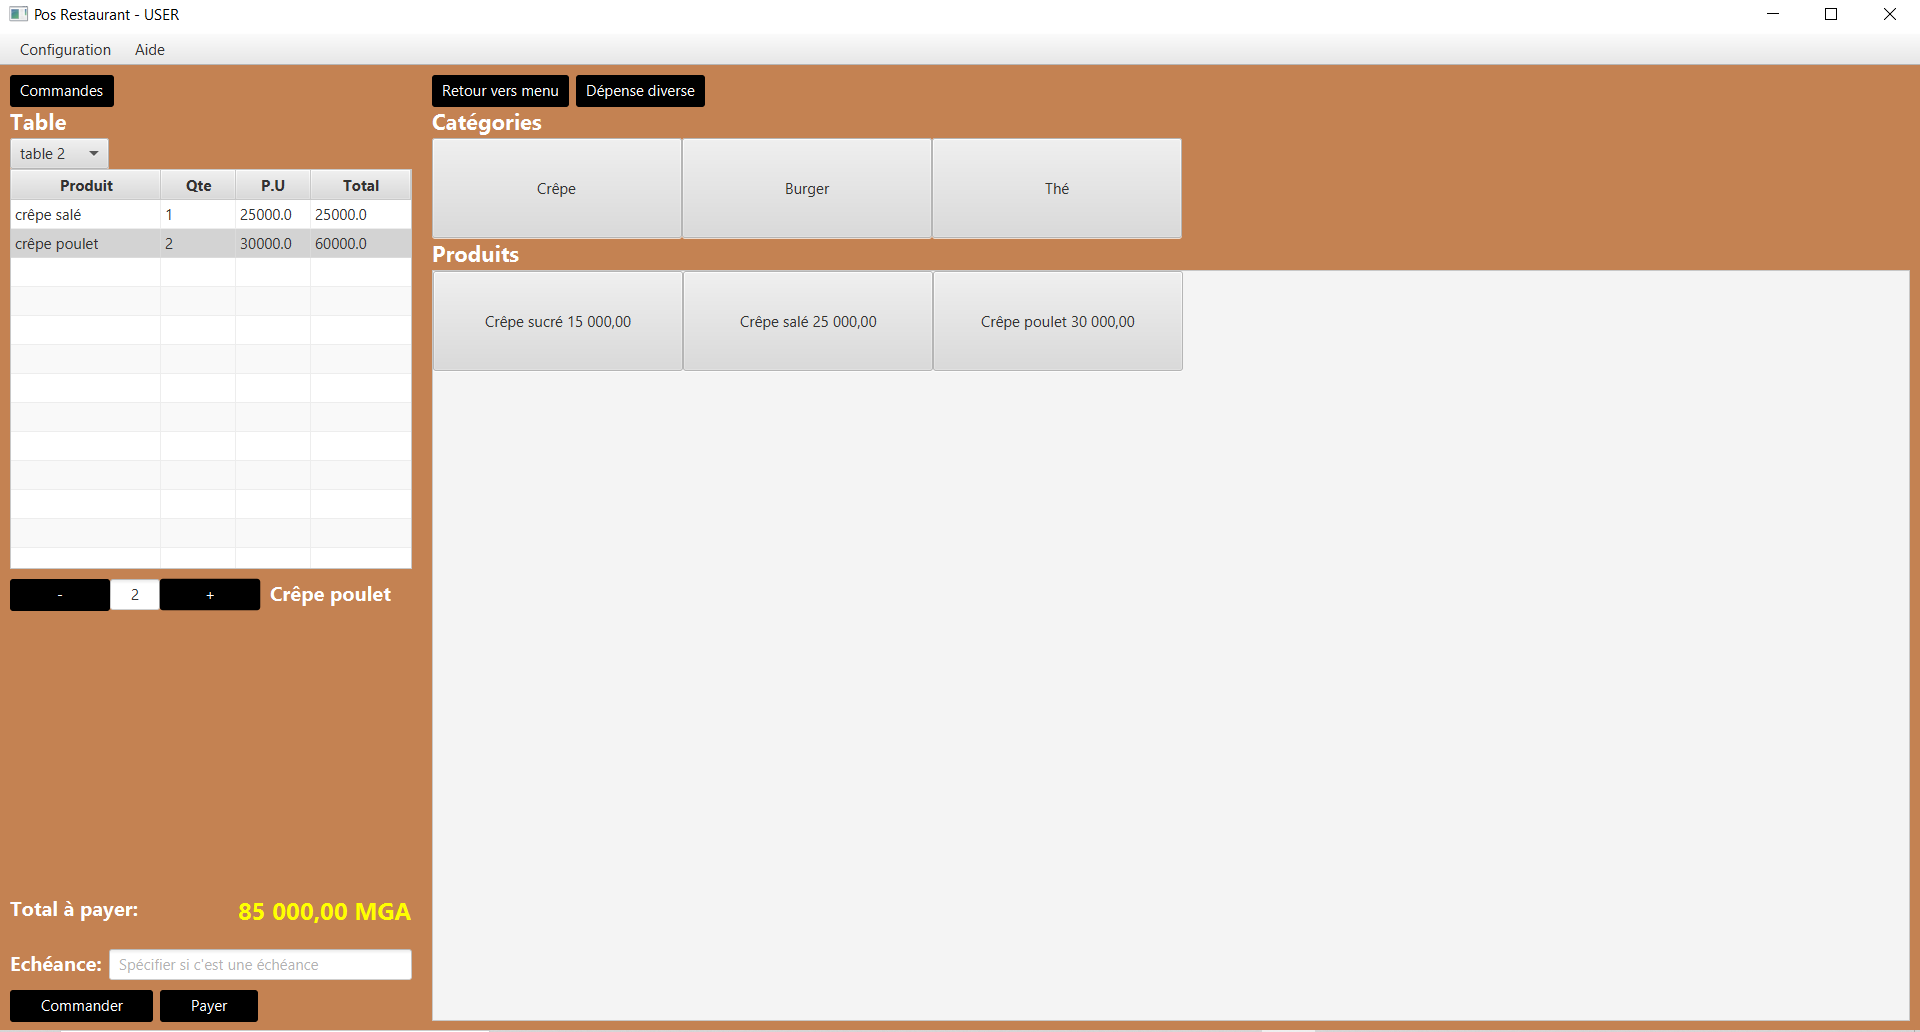 Pos Restaurant - USER
Configuration Aide
Commandes
Table
table 2
Produit Qte P.U Total
crêpe salé 1 25000.0 25000.0
crêpe poulet 2 30000.0 60000.0
- 2 + Crêpe poulet
Total à payer: 85 000,00 MGA
Echéance: Spécifier si c'est une échéance
Commander Payer
Retour vers menu Dépense diverse
Catégories
Crêpe Burger Thé
Produits
Crêpe sucré 15 000,00 Crêpe salé 25 000,00 Crêpe poulet 30 000,00